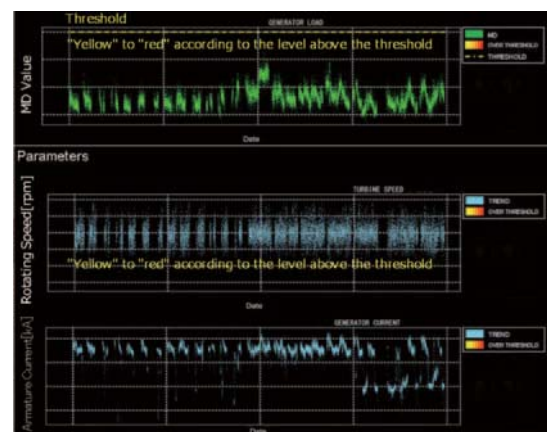 Threshold
GENERATOR LOAD
"Yellow" to "red" according to the level above the threshold
MD Value
MD
OVER THRESHOLD
THRESHOLD
Date
Parameters
TURBINE SPEED
Rotating Speed[rpm]
TREND
OVER THRESHOLD
"Yellow" to "red" according to the level above the threshold
Date
GENERATOR CURRENT
Armature Current[kA]
TREND
OVER THRESHOLD
Date